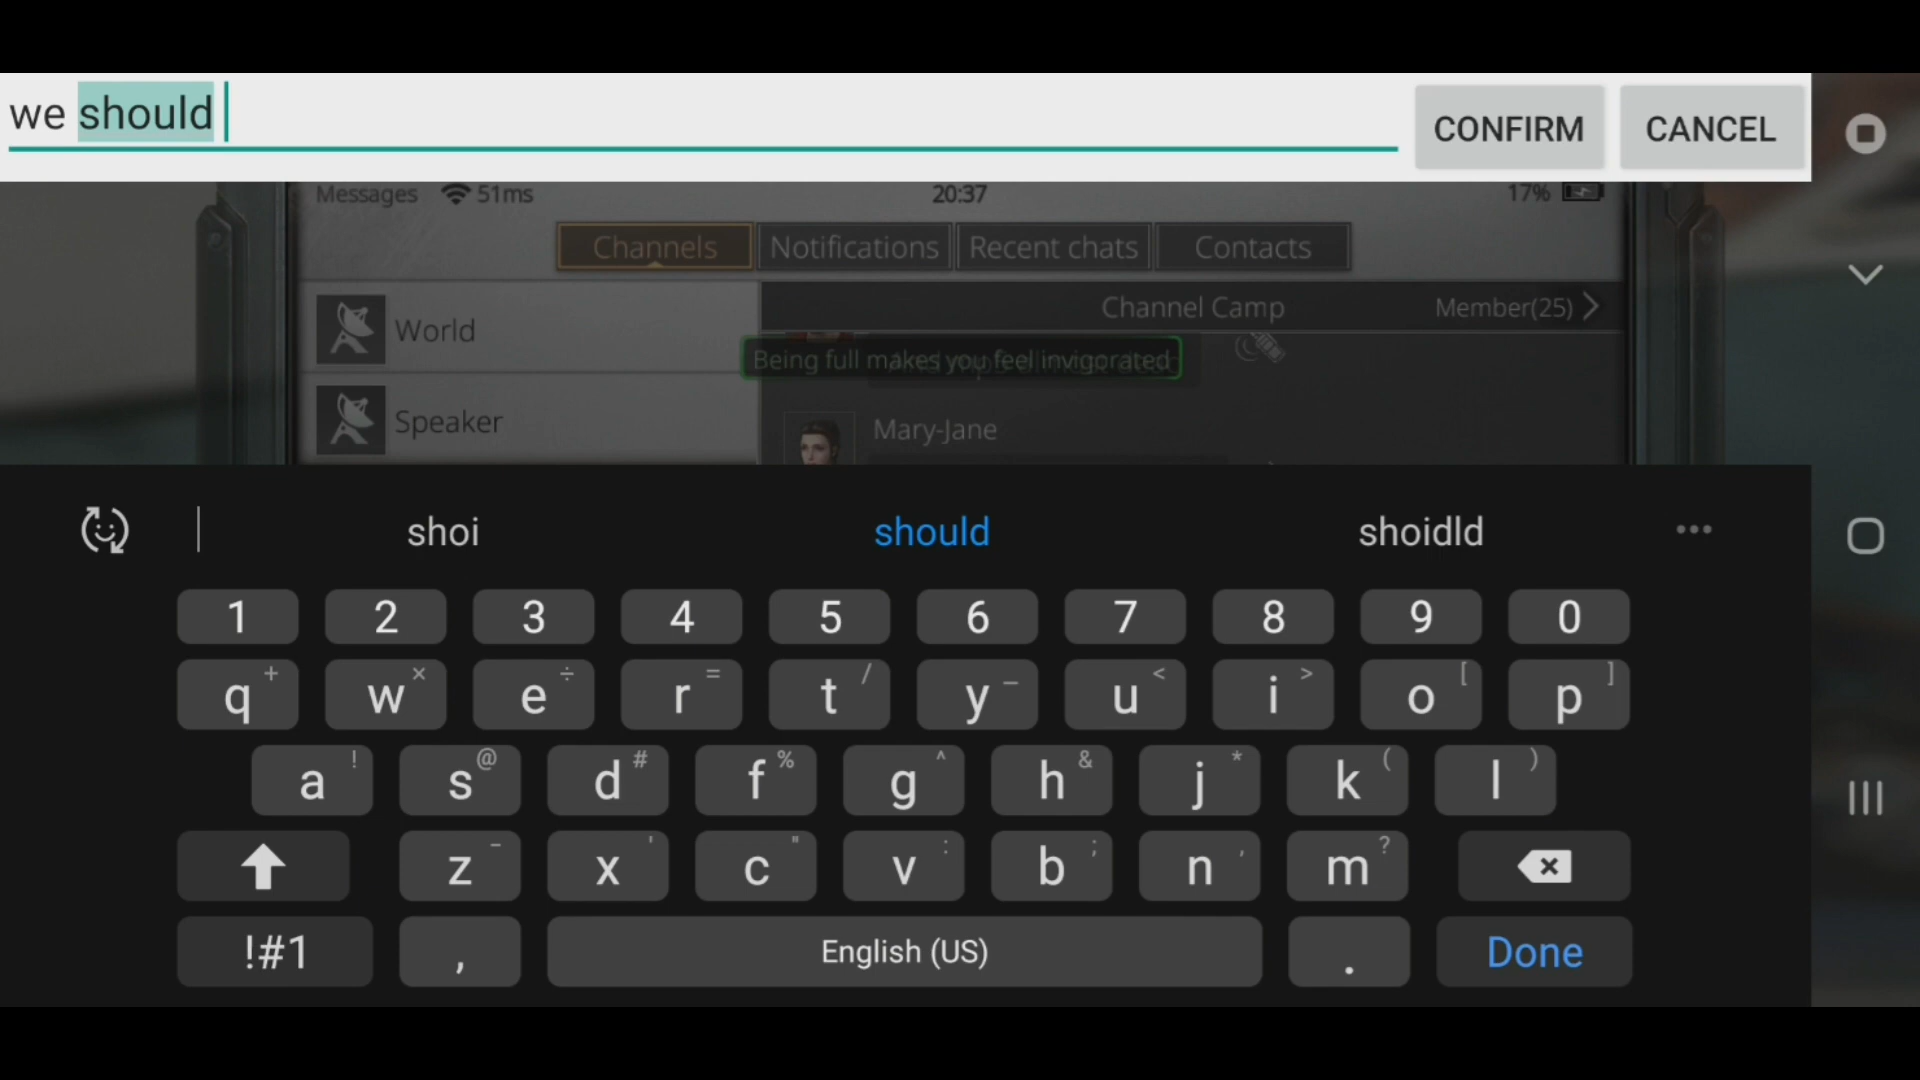 we should
CONFIRM
CANCEL
Messages 51ms
20:37
17%
Channels
Notifications
Recent chats
Contacts
World
Channel Camp
Member(25)
Being full makes you feel invigorated
Speaker
Mary-Jane
shoi
should
shoidld
1 2 3 4 5 6 7 8 9 0
q + w × e ÷ r = t / y _ u < i > o [ p ]
a ! s @ d # f % g ^ h & j * k ( l )
z - x ' c " v : b ; n , m ?
!#1 , English (US) . Done